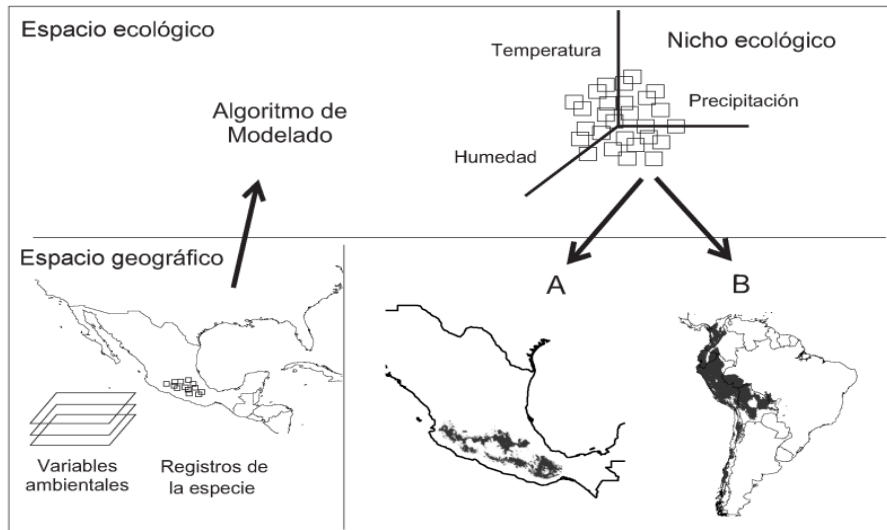 Espacio ecológico
Temperatura
Nicho ecológico
Algoritmo de
Modelado
Precipitación
Humedad
Espacio geográfico
A
B
Variables
ambientales
Registros de
la especie